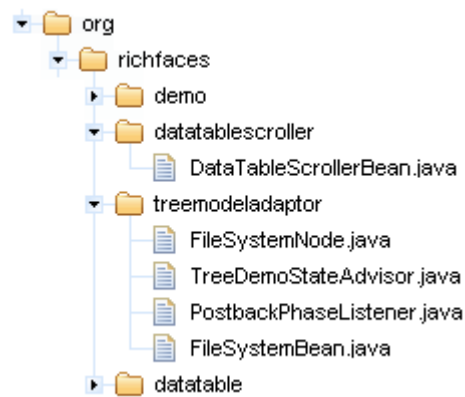 org
richfaces
demo
datatablescroller
DataTableScrollerBean.java
treemodeladaptor
FileSystemNode.java
TreeDemoStateAdvisor.java
PostbackPhaseListener.java
FileSystemBean.java
datatable